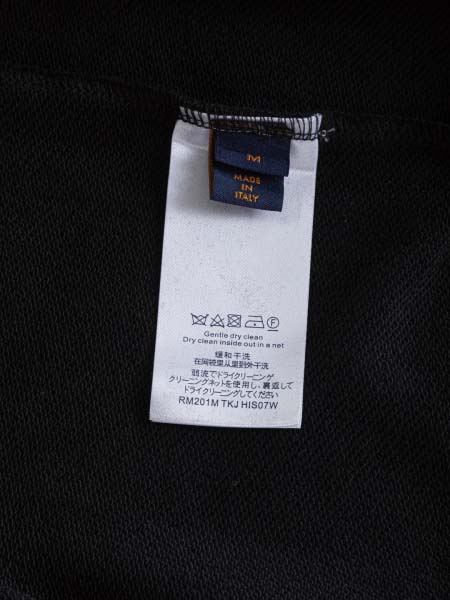 M
MADE
IN
ITALY
Gentle dry clean
Dry clean inside out in a net
缓和干洗
在网袋里从里到外干洗
弱流でドライクリーニング
クリーニングネットを使用し、裏返して
ドライクリーニングしてください
RM201M TKJ HIS07W